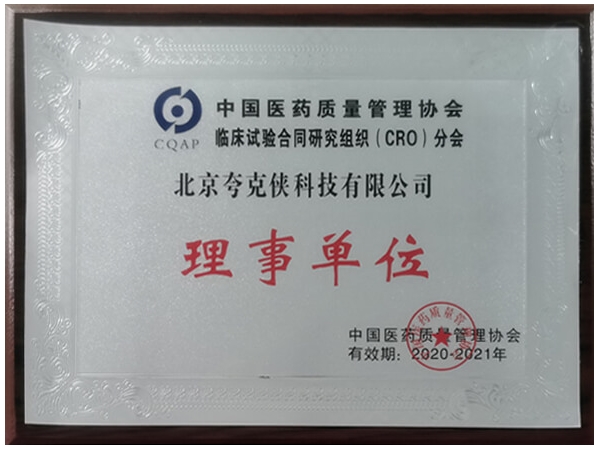 中国医药质量管理协会
CQAP
临床试验合同研究组织（CRO）分会
北京夸克侠科技有限公司
理事单位
中国医药质量管理协会
有效期：2020-2021年